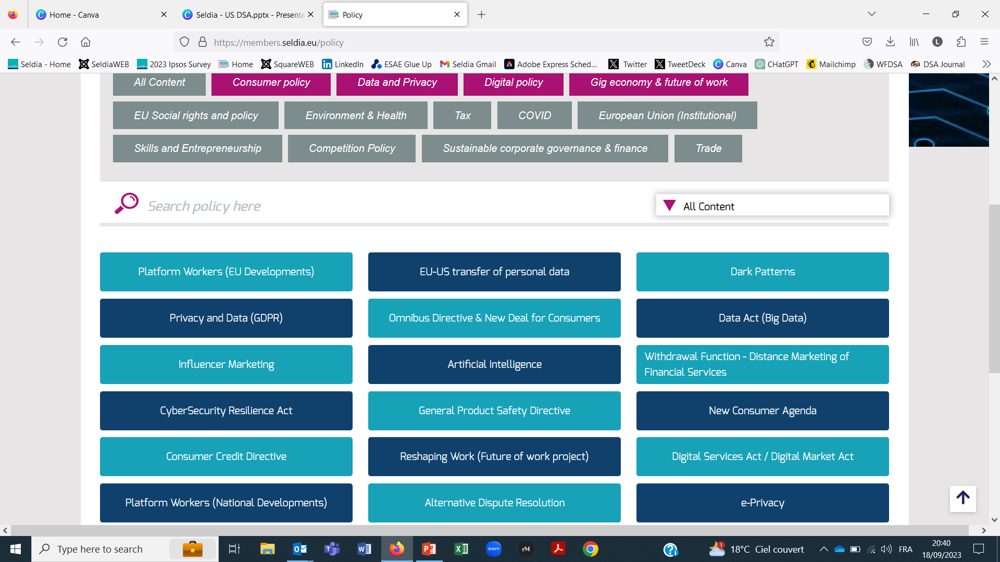 Home - Canva
Seldia - US DSA.pptx - Presenta
Policy
https://members.seldia.eu/policy
L
seldia Seldia - Home
SeldiaWEB
seldia 2023 Ipsos Survey
Home
SquareWEB
LinkedIn
ESAE Glue Up
Seldia Gmail
Adobe Express Sched...
Twitter
TweetDeck
Canva
CHatGPT
Mailchimp
WFDSA
DSA Journal
All Content
Consumer policy
Data and Privacy
Digital policy
Gig economy & future of work
EU Social rights and policy
Environment & Health
Tax
COVID
European Union (Institutional)
Skills and Entrepreneurship
Competition Policy
Sustainable corporate governance & finance
Trade
Search policy here
All Content
Platform Workers (EU Developments)
EU-US transfer of personal data
Dark Patterns
Privacy and Data (GDPR)
Omnibus Directive & New Deal for Consumers
Data Act (Big Data)
Influencer Marketing
Artificial Intelligence
Withdrawal Function - Distance Marketing of
Financial Services
CyberSecurity Resilience Act
General Product Safety Directive
New Consumer Agenda
Consumer Credit Directive
Reshaping Work (Future of work project)
Digital Services Act / Digital Market Act
Platform Workers (National Developments)
Alternative Dispute Resolution
e-Privacy
Type here to search
zoom
rM
1
18°C Ciel couvert
FRA
20:40
18/09/2023